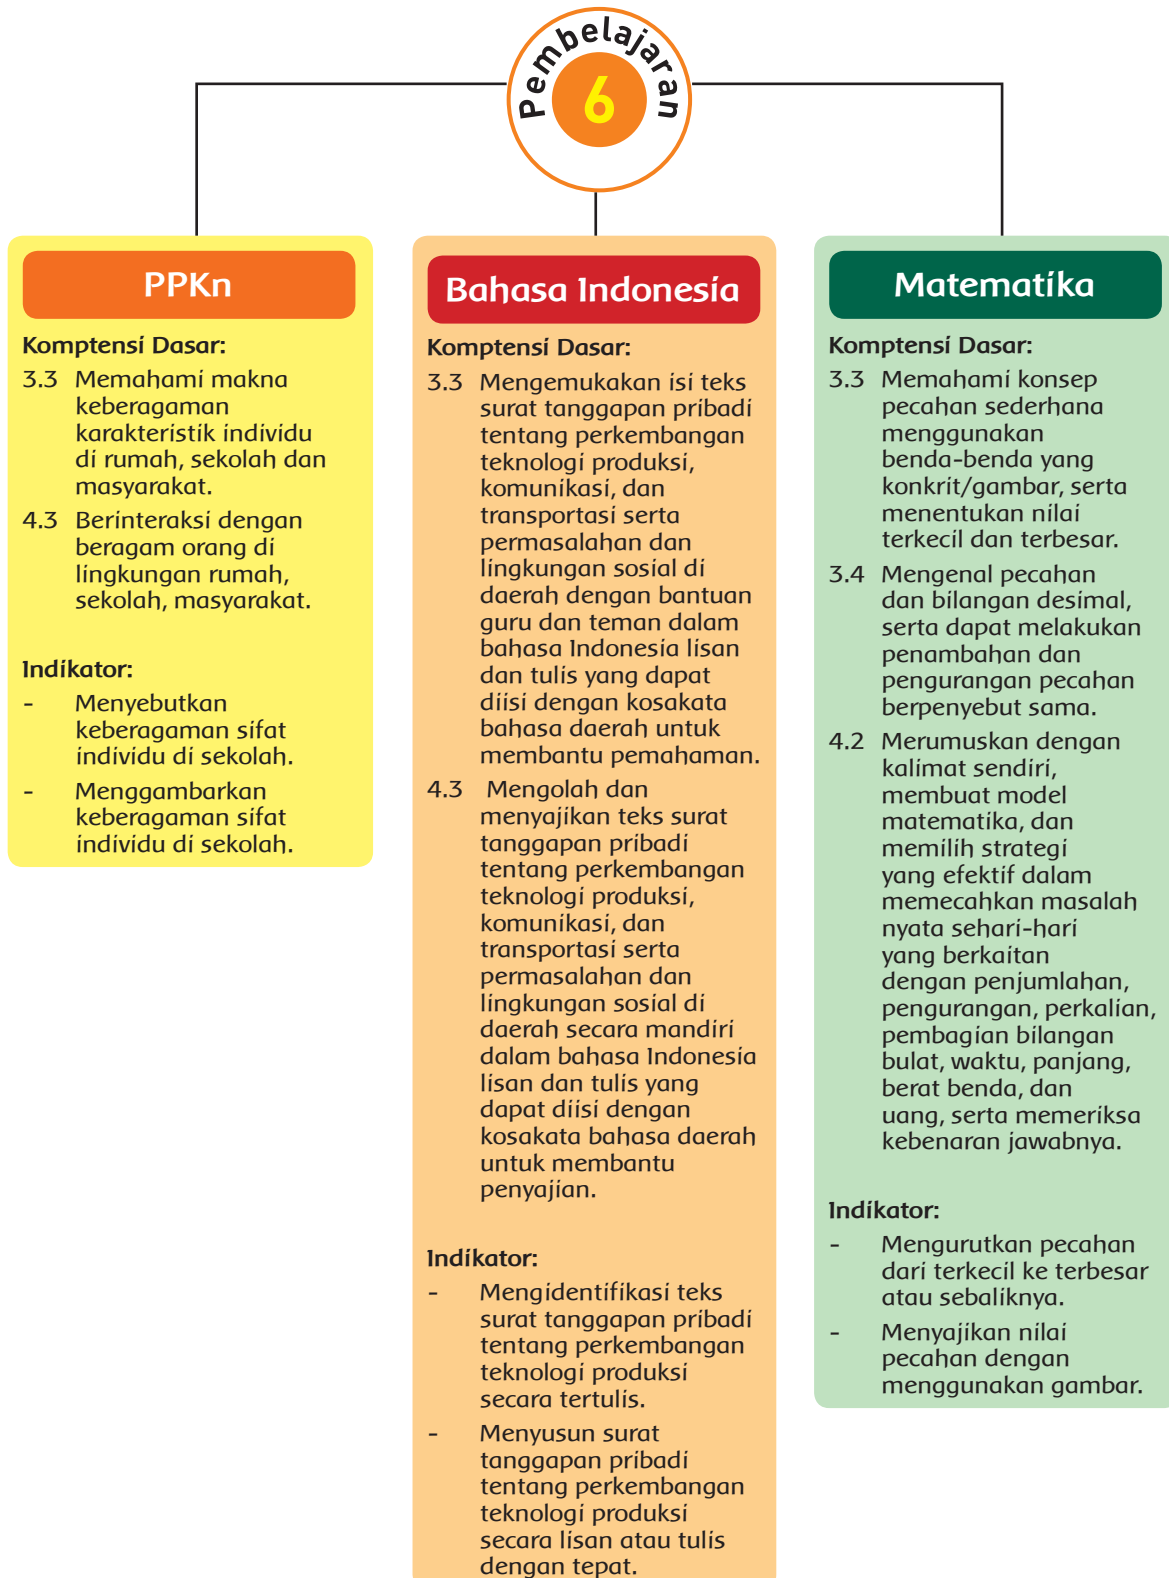 Pembelajaran
6
PPKn
Komptensi Dasar:
3.3 Memahami makna
keberagaman
karakteristik individu
di rumah, sekolah dan
masyarakat.
4.3 Berinteraksi dengan
beragam orang di
lingkungan rumah,
sekolah, masyarakat.
Indikator:
- Menyebutkan
keberagaman sifat
individu di sekolah.
- Menggambarkan
keberagaman sifat
individu di sekolah.
Bahasa Indonesia
Komptensi Dasar:
3.3 Mengemukakan isi teks
surat tanggapan pribadi
tentang perkembangan
teknologi produksi,
komunikasi, dan
transportasi serta
permasalahan dan
lingkungan sosial di
daerah dengan bantuan
guru dan teman dalam
bahasa Indonesia lisan
dan tulis yang dapat
diisi dengan kosakata
bahasa daerah untuk
membantu pemahaman.
4.3 Mengolah dan
menyajikan teks surat
tanggapan pribadi
tentang perkembangan
teknologi produksi,
komunikasi, dan
transportasi serta
permasalahan dan
lingkungan sosial di
daerah secara mandiri
dalam bahasa Indonesia
lisan dan tulis yang
dapat diisi dengan
kosakata bahasa daerah
untuk membantu
penyajian.
Indikator:
- Mengidentifikasi teks
surat tanggapan pribadi
tentang perkembangan
teknologi produksi
secara tertulis.
- Menyusun surat
tanggapan pribadi
tentang perkembangan
teknologi produksi
secara lisan atau tulis
dengan tepat.
Matematika
Komptensi Dasar:
3.3 Memahami konsep
pecahan sederhana
menggunakan
benda-benda yang
konkrit/gambar, serta
menentukan nilai
terkecil dan terbesar.
3.4 Mengenal pecahan
dan bilangan desimal,
serta dapat melakukan
penambahan dan
pengurangan pecahan
berpenyebut sama.
4.2 Merumuskan dengan
kalimat sendiri,
membuat model
matematika, dan
memilih strategi
yang efektif dalam
memecahkan masalah
nyata sehari-hari
yang berkaitan
dengan penjumlahan,
pengurangan, perkalian,
pembagian bilangan
bulat, waktu, panjang,
berat benda, dan
uang, serta memeriksa
kebenaran jawabnya.
Indikator:
- Mengurutkan pecahan
dari terkecil ke terbesar
atau sebaliknya.
- Menyajikan nilai
pecahan dengan
menggunakan gambar.